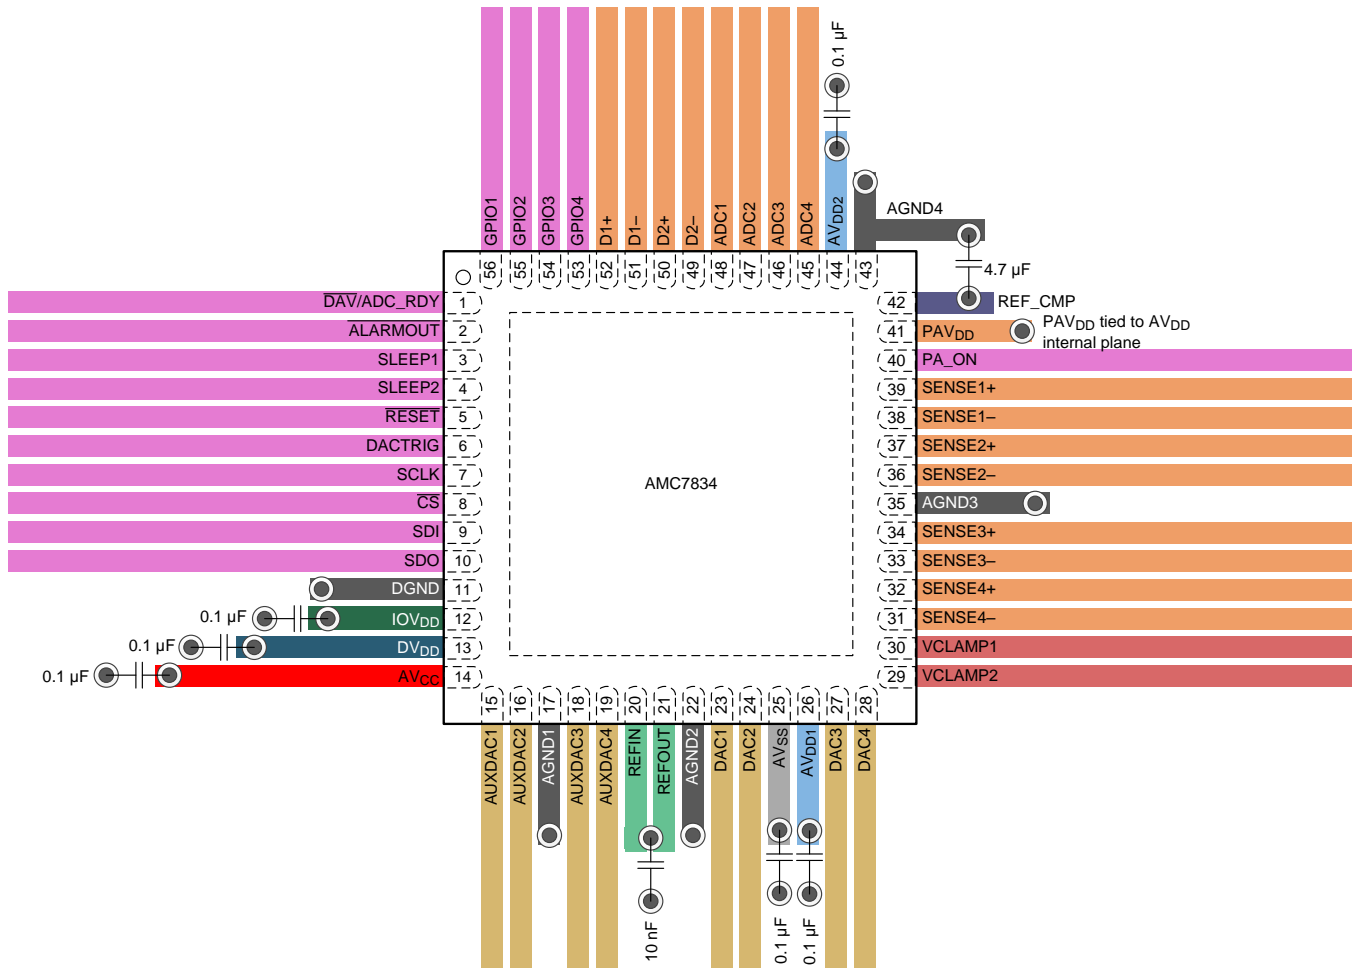 0.1 µF
GPIO1
GPIO2
GPIO3
GPIO4
D1+
D1–
D2+
D2–
ADC1
ADC2
ADC3
ADC4
AVDD2
AGND4
56
55
54
53
52
51
50
49
48
47
46
45
44
43
4.7 µF
DAV/ADC_RDY 1
ALARMOUT 2
SLEEP1 3
SLEEP2 4
RESET 5
DACTRIG 6
SCLK 7
CS 8
SDI 9
SDO 10
DGND 11
0.1 µF IOVDD 12
0.1 µF DVDD 13
0.1 µF AVCC 14
AMC7834
42 REF_CMP
41 PAVDD
PAVDD tied to AVDD
internal plane
40 PA_ON
39 SENSE1+
38 SENSE1–
37 SENSE2+
36 SENSE2–
35 AGND3
34 SENSE3+
33 SENSE3–
32 SENSE4+
31 SENSE4–
30 VCLAMP1
29 VCLAMP2
15
16
17
18
19
20
21
22
23
24
25
26
27
28
AUXDAC1
AUXDAC2
AGND1
AUXDAC3
AUXDAC4
REFIN
REFOUT
AGND2
DAC1
DAC2
AVSS
AVDD1
DAC3
DAC4
10 nF
0.1 µF
0.1 µF